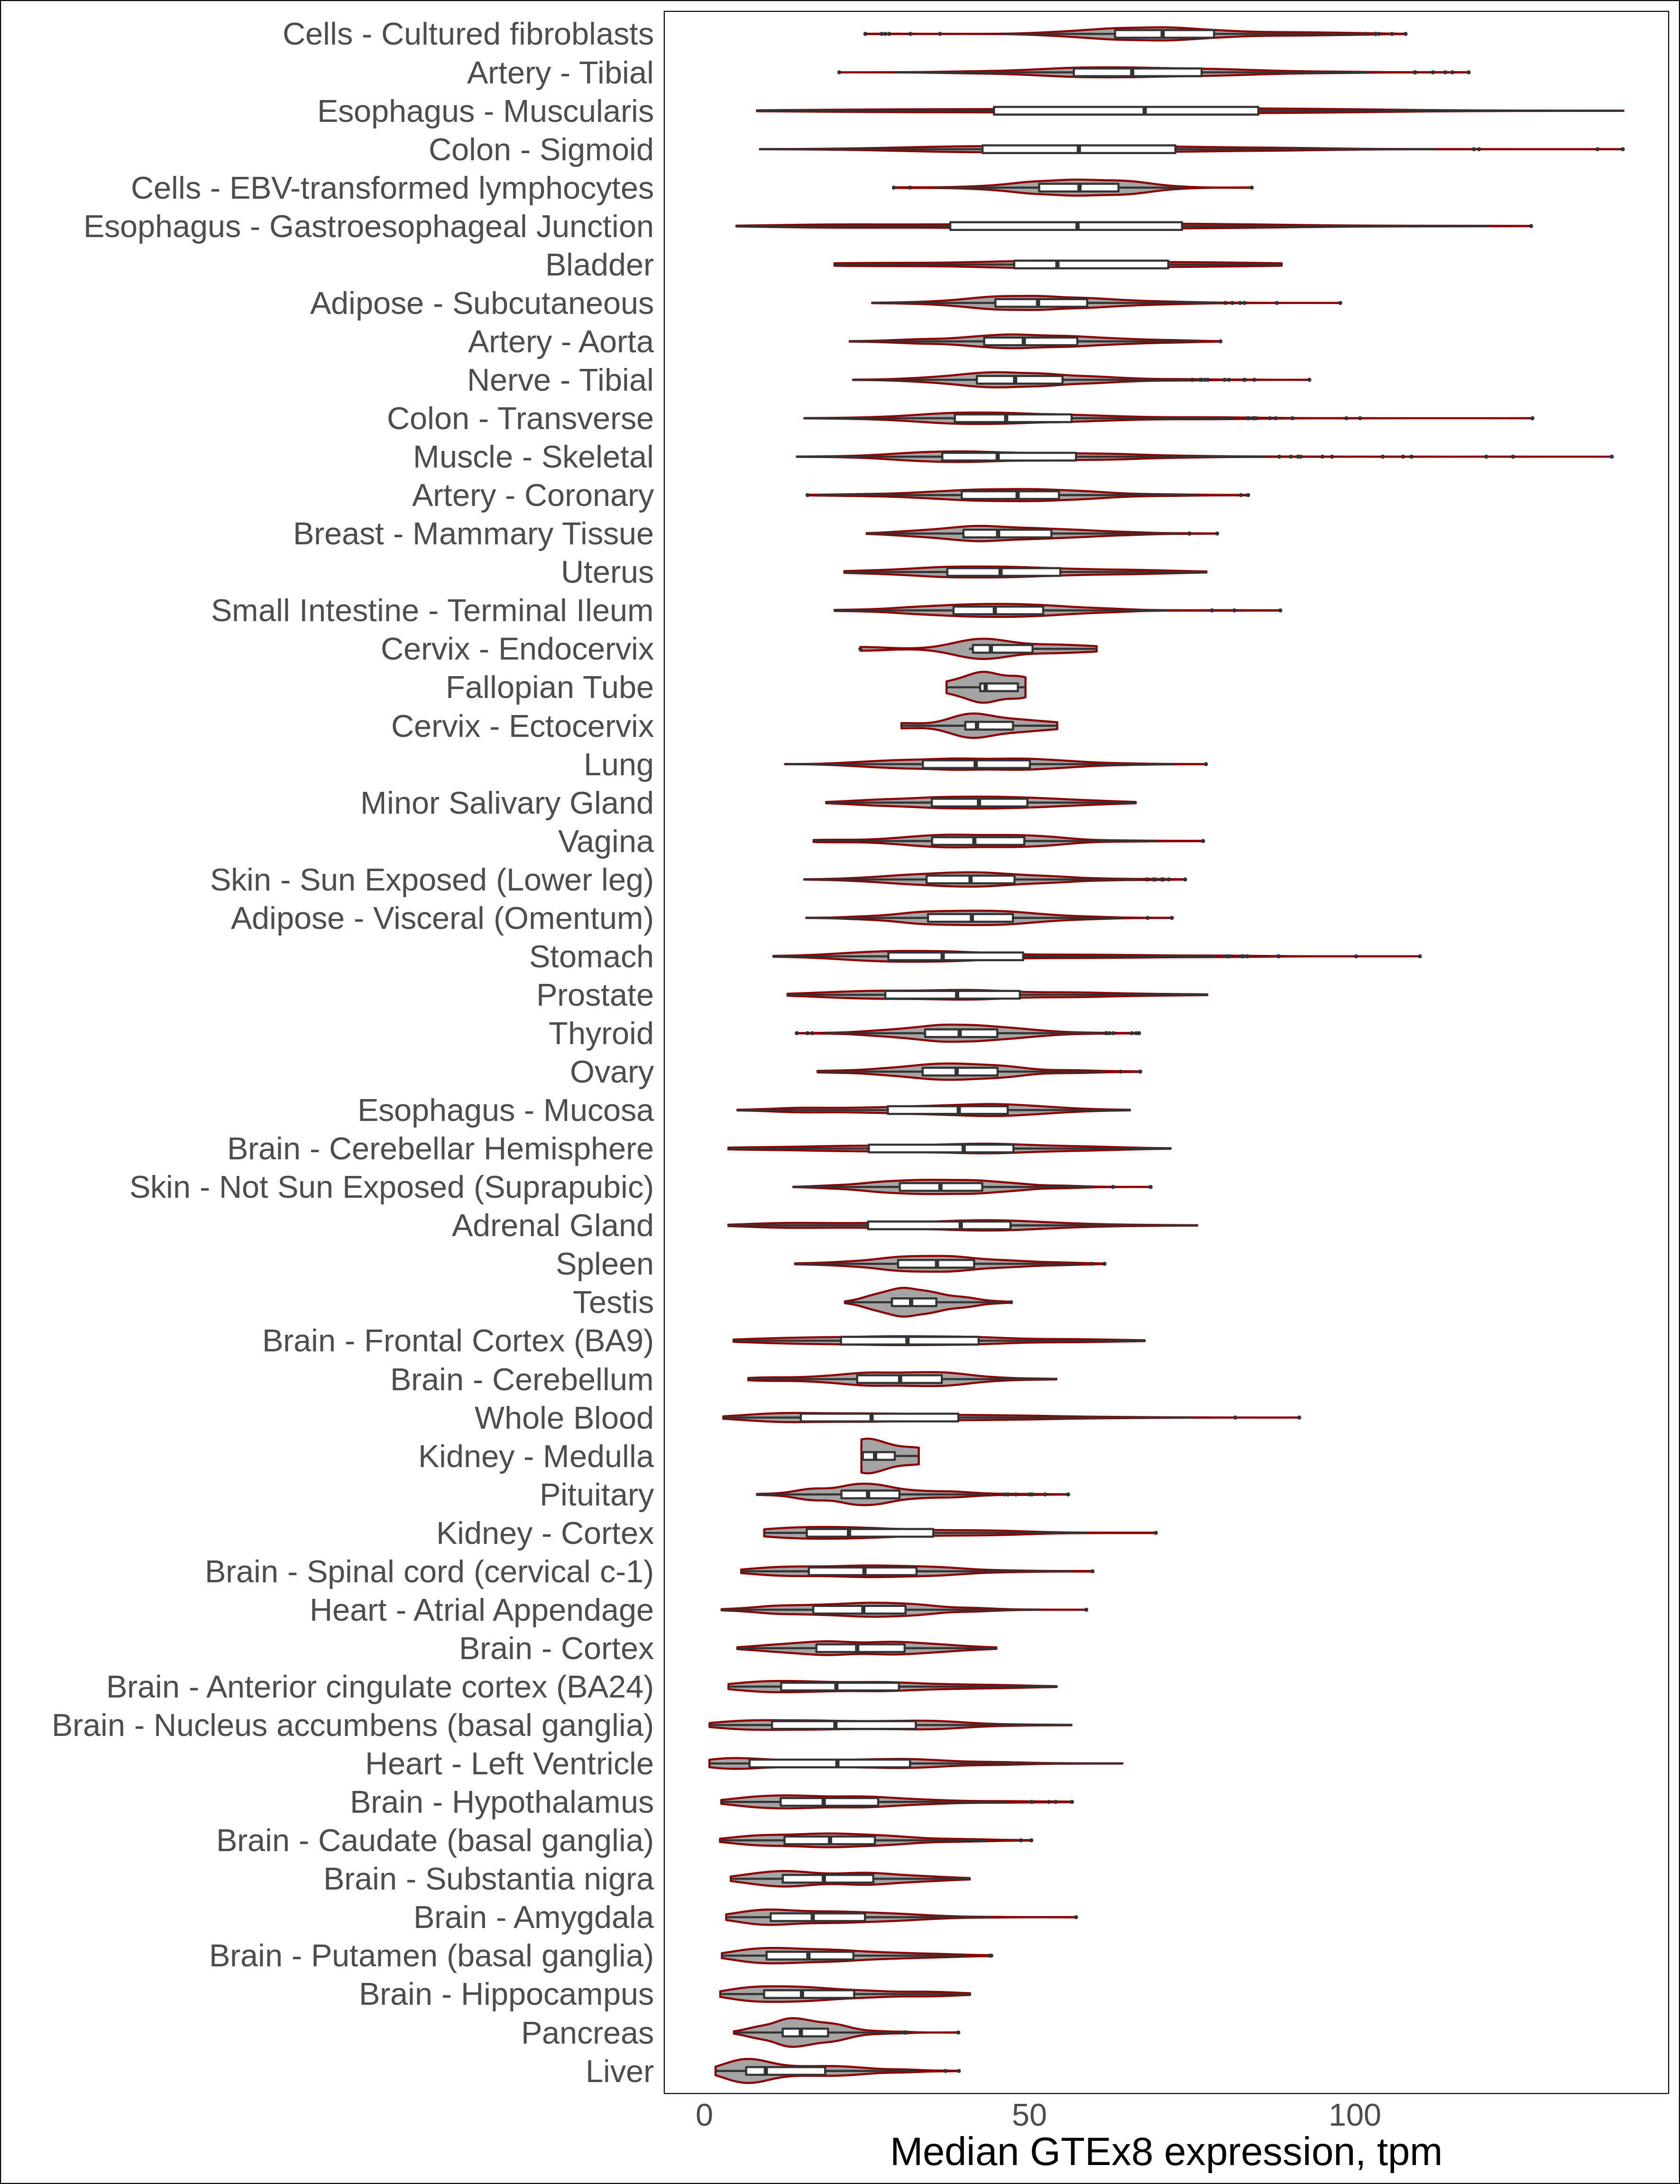 Cells - Cultured fibroblasts
Artery - Tibial
Esophagus - Muscularis
Colon - Sigmoid
Cells - EBV-transformed lymphocytes
Esophagus - Gastroesophageal Junction
Bladder
Adipose - Subcutaneous
Artery - Aorta
Nerve - Tibial
Colon - Transverse
Muscle - Skeletal
Artery - Coronary
Breast - Mammary Tissue
Uterus
Small Intestine - Terminal Ileum
Cervix - Endocervix
Fallopian Tube
Cervix - Ectocervix
Lung
Minor Salivary Gland
Vagina
Skin - Sun Exposed (Lower leg)
Adipose - Visceral (Omentum)
Stomach
Prostate
Thyroid
Ovary
Esophagus - Mucosa
Brain - Cerebellar Hemisphere
Skin - Not Sun Exposed (Suprapubic)
Adrenal Gland
Spleen
Testis
Brain - Frontal Cortex (BA9)
Brain - Cerebellum
Whole Blood
Kidney - Medulla
Pituitary
Kidney - Cortex
Brain - Spinal cord (cervical c-1)
Heart - Atrial Appendage
Brain - Cortex
Brain - Anterior cingulate cortex (BA24)
Brain - Nucleus accumbens (basal ganglia)
Heart - Left Ventricle
Brain - Hypothalamus
Brain - Caudate (basal ganglia)
Brain - Substantia nigra
Brain - Amygdala
Brain - Putamen (basal ganglia)
Brain - Hippocampus
Pancreas
Liver
0 50 100
Median GTEx8 expression, tpm